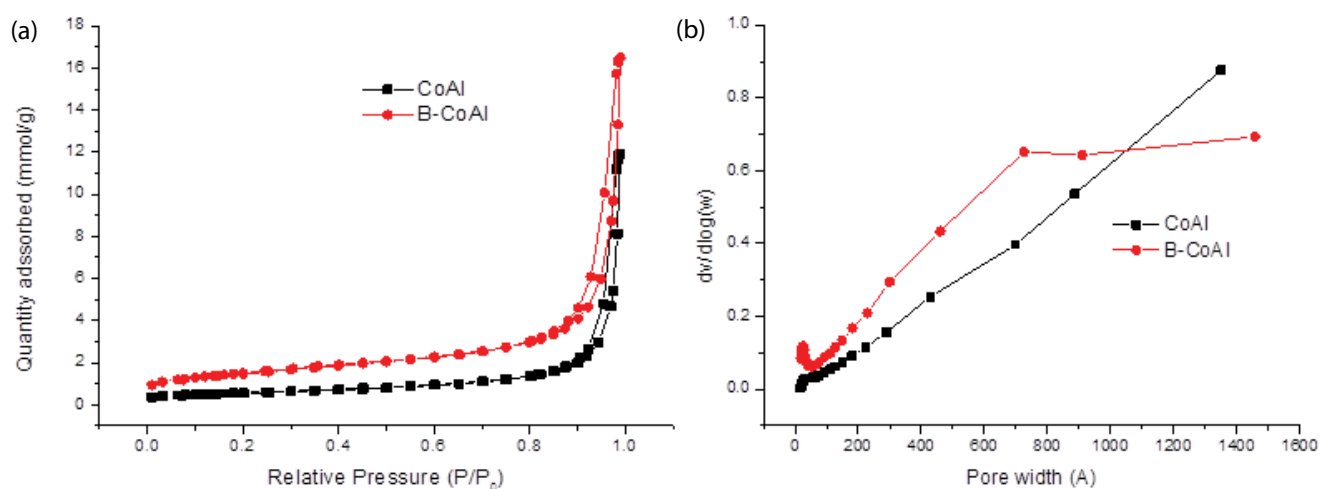 (a)
18
16
14
12
10
8
6
4
2
0
Quantity adssorbed (mmol/g)
CoAl
B-CoAl
0.0 0.2 0.4 0.6 0.8 1.0
Relative Pressure (P/P0)
(b)
1.0
0.8
0.6
0.4
0.2
0.0
dv/dlog(w)
CoAl
B-CoAl
0 200 400 600 800 1000 1200 1400 1600
Pore width (A)